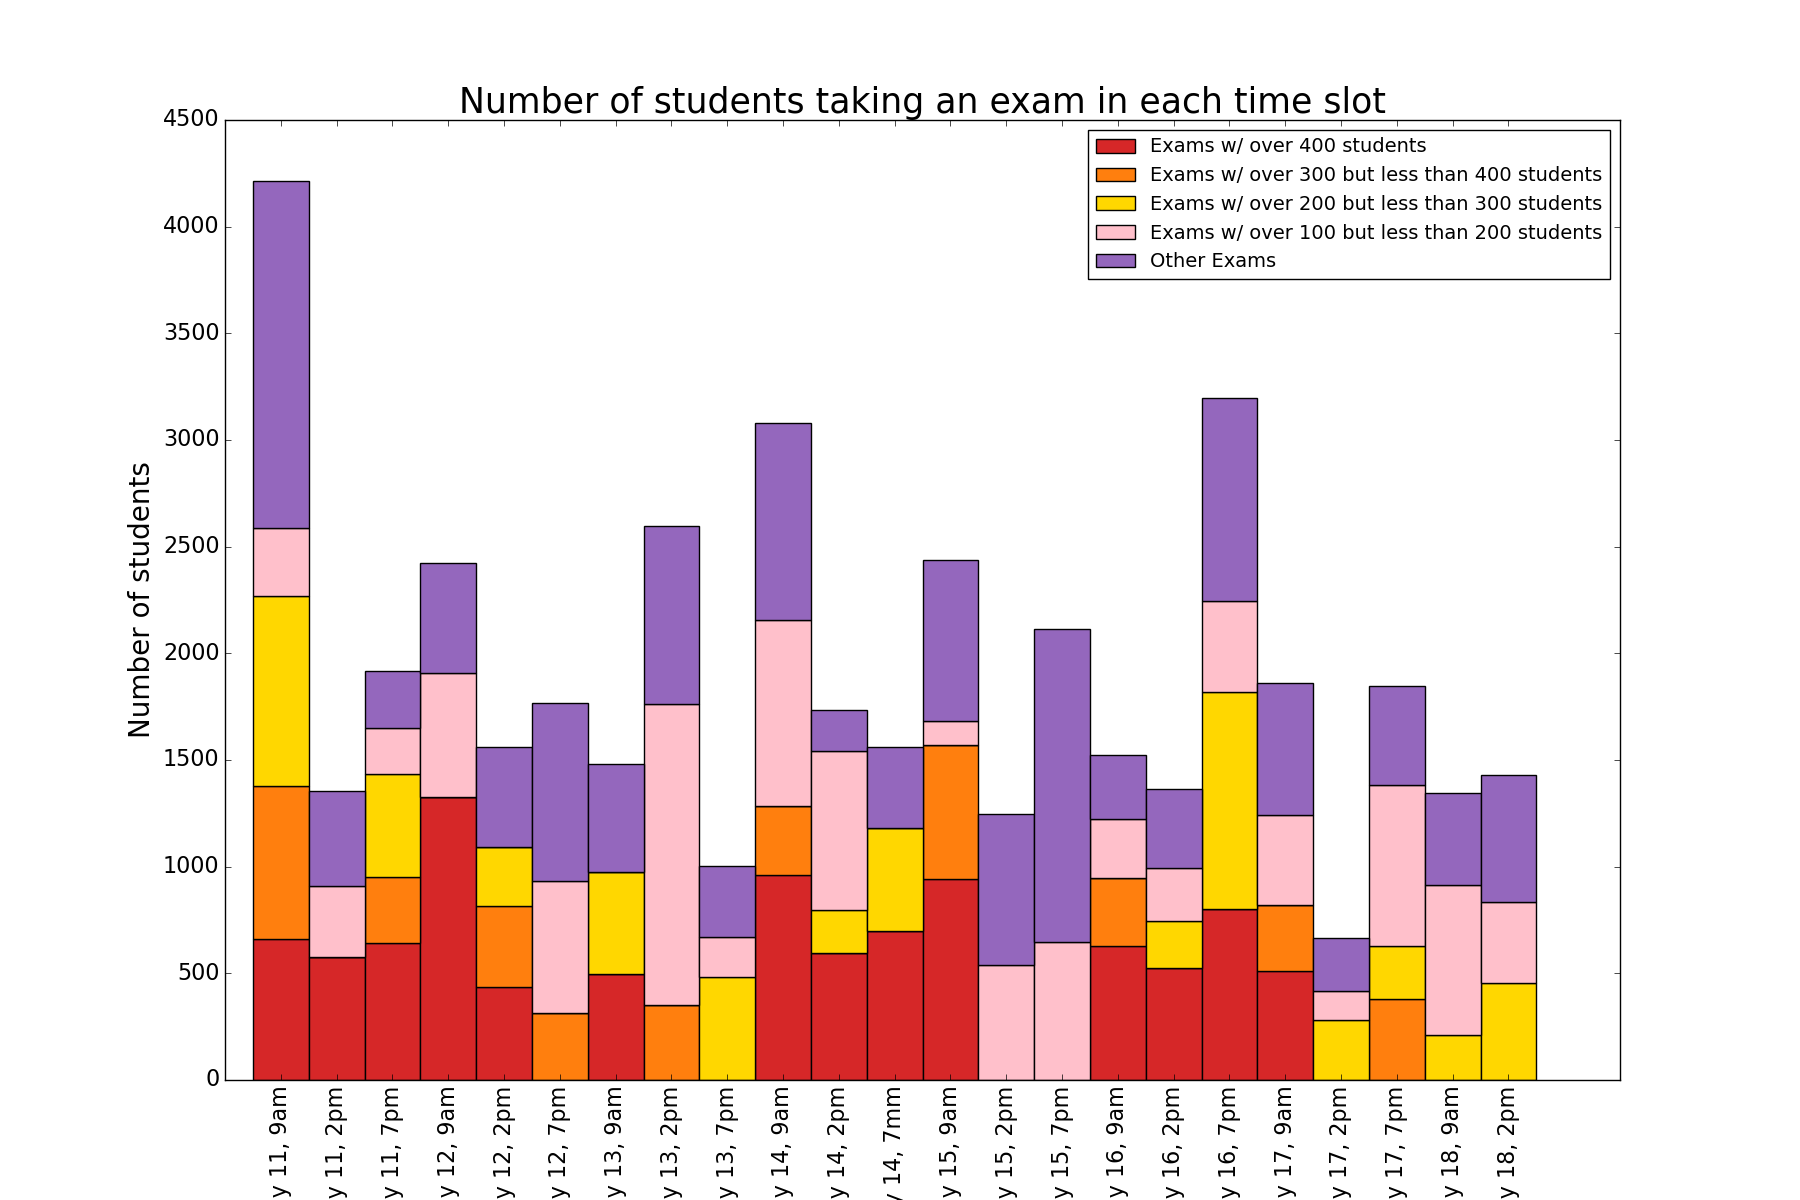 Number of students taking an exam in each time slot
Exams w/ over 400 students
Exams w/ over 300 but less than 400 students
Exams w/ over 200 but less than 300 students
Exams w/ over 100 but less than 200 students
Other Exams
Number of students
4500
4000
3500
3000
2500
2000
1500
1000
500
0
y 11, 9am
y 11, 2pm
y 11, 7pm
y 12, 9am
y 12, 2pm
y 12, 7pm
y 13, 9am
y 13, 2pm
y 13, 7pm
y 14, 9am
y 14, 2pm
y 14, 7mm
y 15, 9am
y 15, 2pm
y 15, 7pm
y 16, 9am
y 16, 2pm
y 16, 7pm
y 17, 9am
y 17, 2pm
y 17, 7pm
y 18, 9am
y 18, 2pm